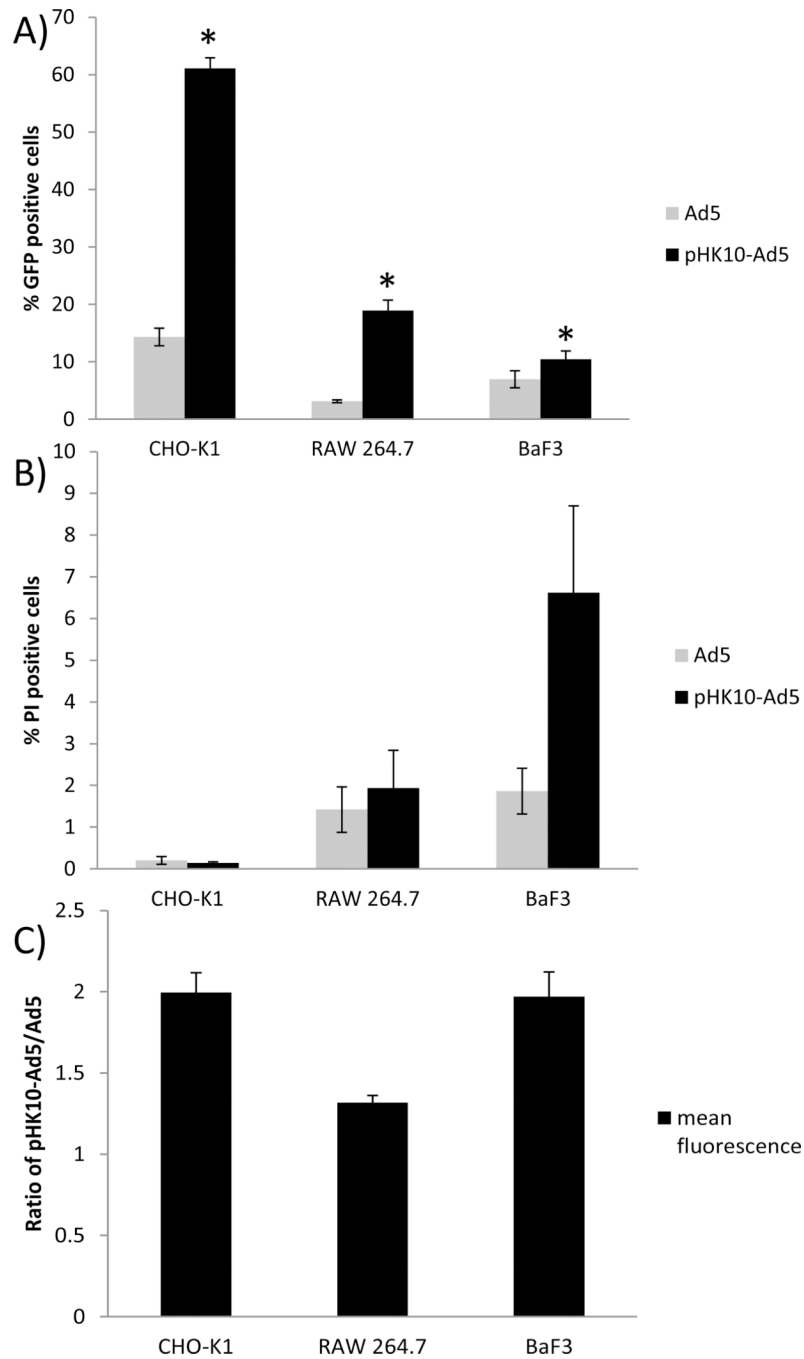 A)
70
60
50
40
30
20
10
0
% GFP positive cells
*
*
*
CHO-K1 RAW 264.7 BaF3
Ad5
pHK10-Ad5
B)
10
9
8
7
6
5
4
3
2
1
0
% PI positive cells
CHO-K1 RAW 264.7 BaF3
Ad5
pHK10-Ad5
C)
2.5
2
1.5
1
0.5
0
Ratio of pHK10-Ad5/Ad5
CHO-K1 RAW 264.7 BaF3
mean
fluorescence